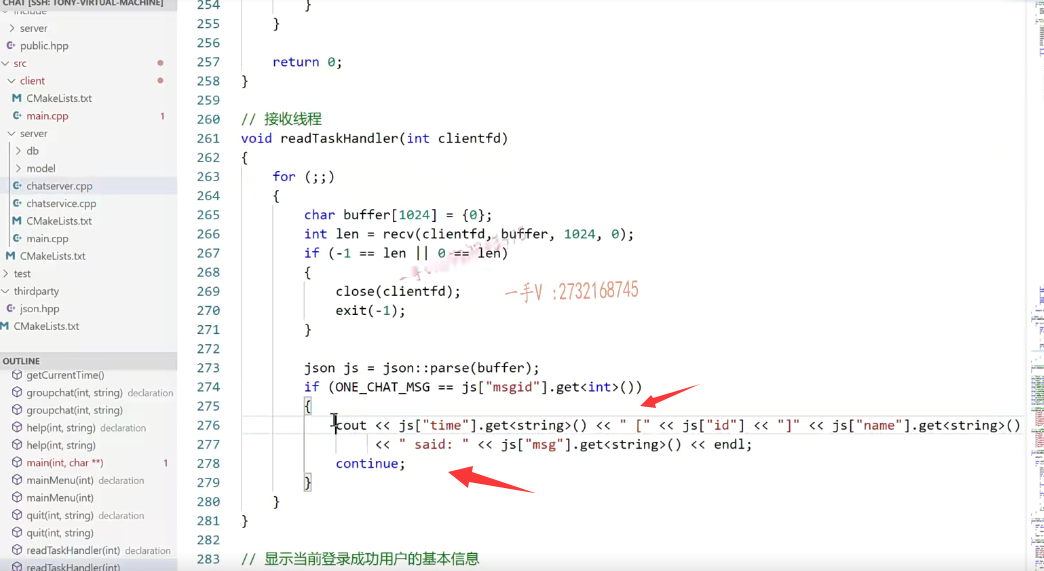 CHAT [SSH: TONY-VIRTUAL-MACHINE]
include
server
public.hpp
src
client
CMakeLists.txt
main.cpp 1
server
db
model
chatserver.cpp
chatservice.cpp
CMakeLists.txt
main.cpp
CMakeLists.txt
test
thirdparty
json.hpp
CMakeLists.txt
OUTLINE
getCurrentTime()
groupchat(int, string) declaration
groupchat(int, string)
help(int, string) declaration
help(int, string)
main(int, char **) 1
mainMenu(int) declaration
mainMenu(int)
quit(int, string) declaration
quit(int, string)
readTaskHandler(int) declaration
readTaskHandler(int)
254 }
255 }
256
257 return 0;
258 }
259
260 // 接收线程
261 void readTaskHandler(int clientfd)
262 {
263 for (;;)
264 {
265 char buffer[1024] = {0};
266 int len = recv(clientfd, buffer, 1024, 0);
267 if (-1 == len || 0 == len)
268 {
269 close(clientfd);
270 exit(-1);
271 }
272
273 json js = json::parse(buffer);
274 if (ONE_CHAT_MSG == js["msgid"].get<int>())
275 {
276 cout << js["time"].get<string>() << " [" << js["id"] << "]" << js["name"].get<string>()
277 << " said: " << js["msg"].get<string>() << endl;
278 continue;
279 }
280 }
281 }
282
283 // 显示当前登录成功用户的基本信息
一手V :2732168745